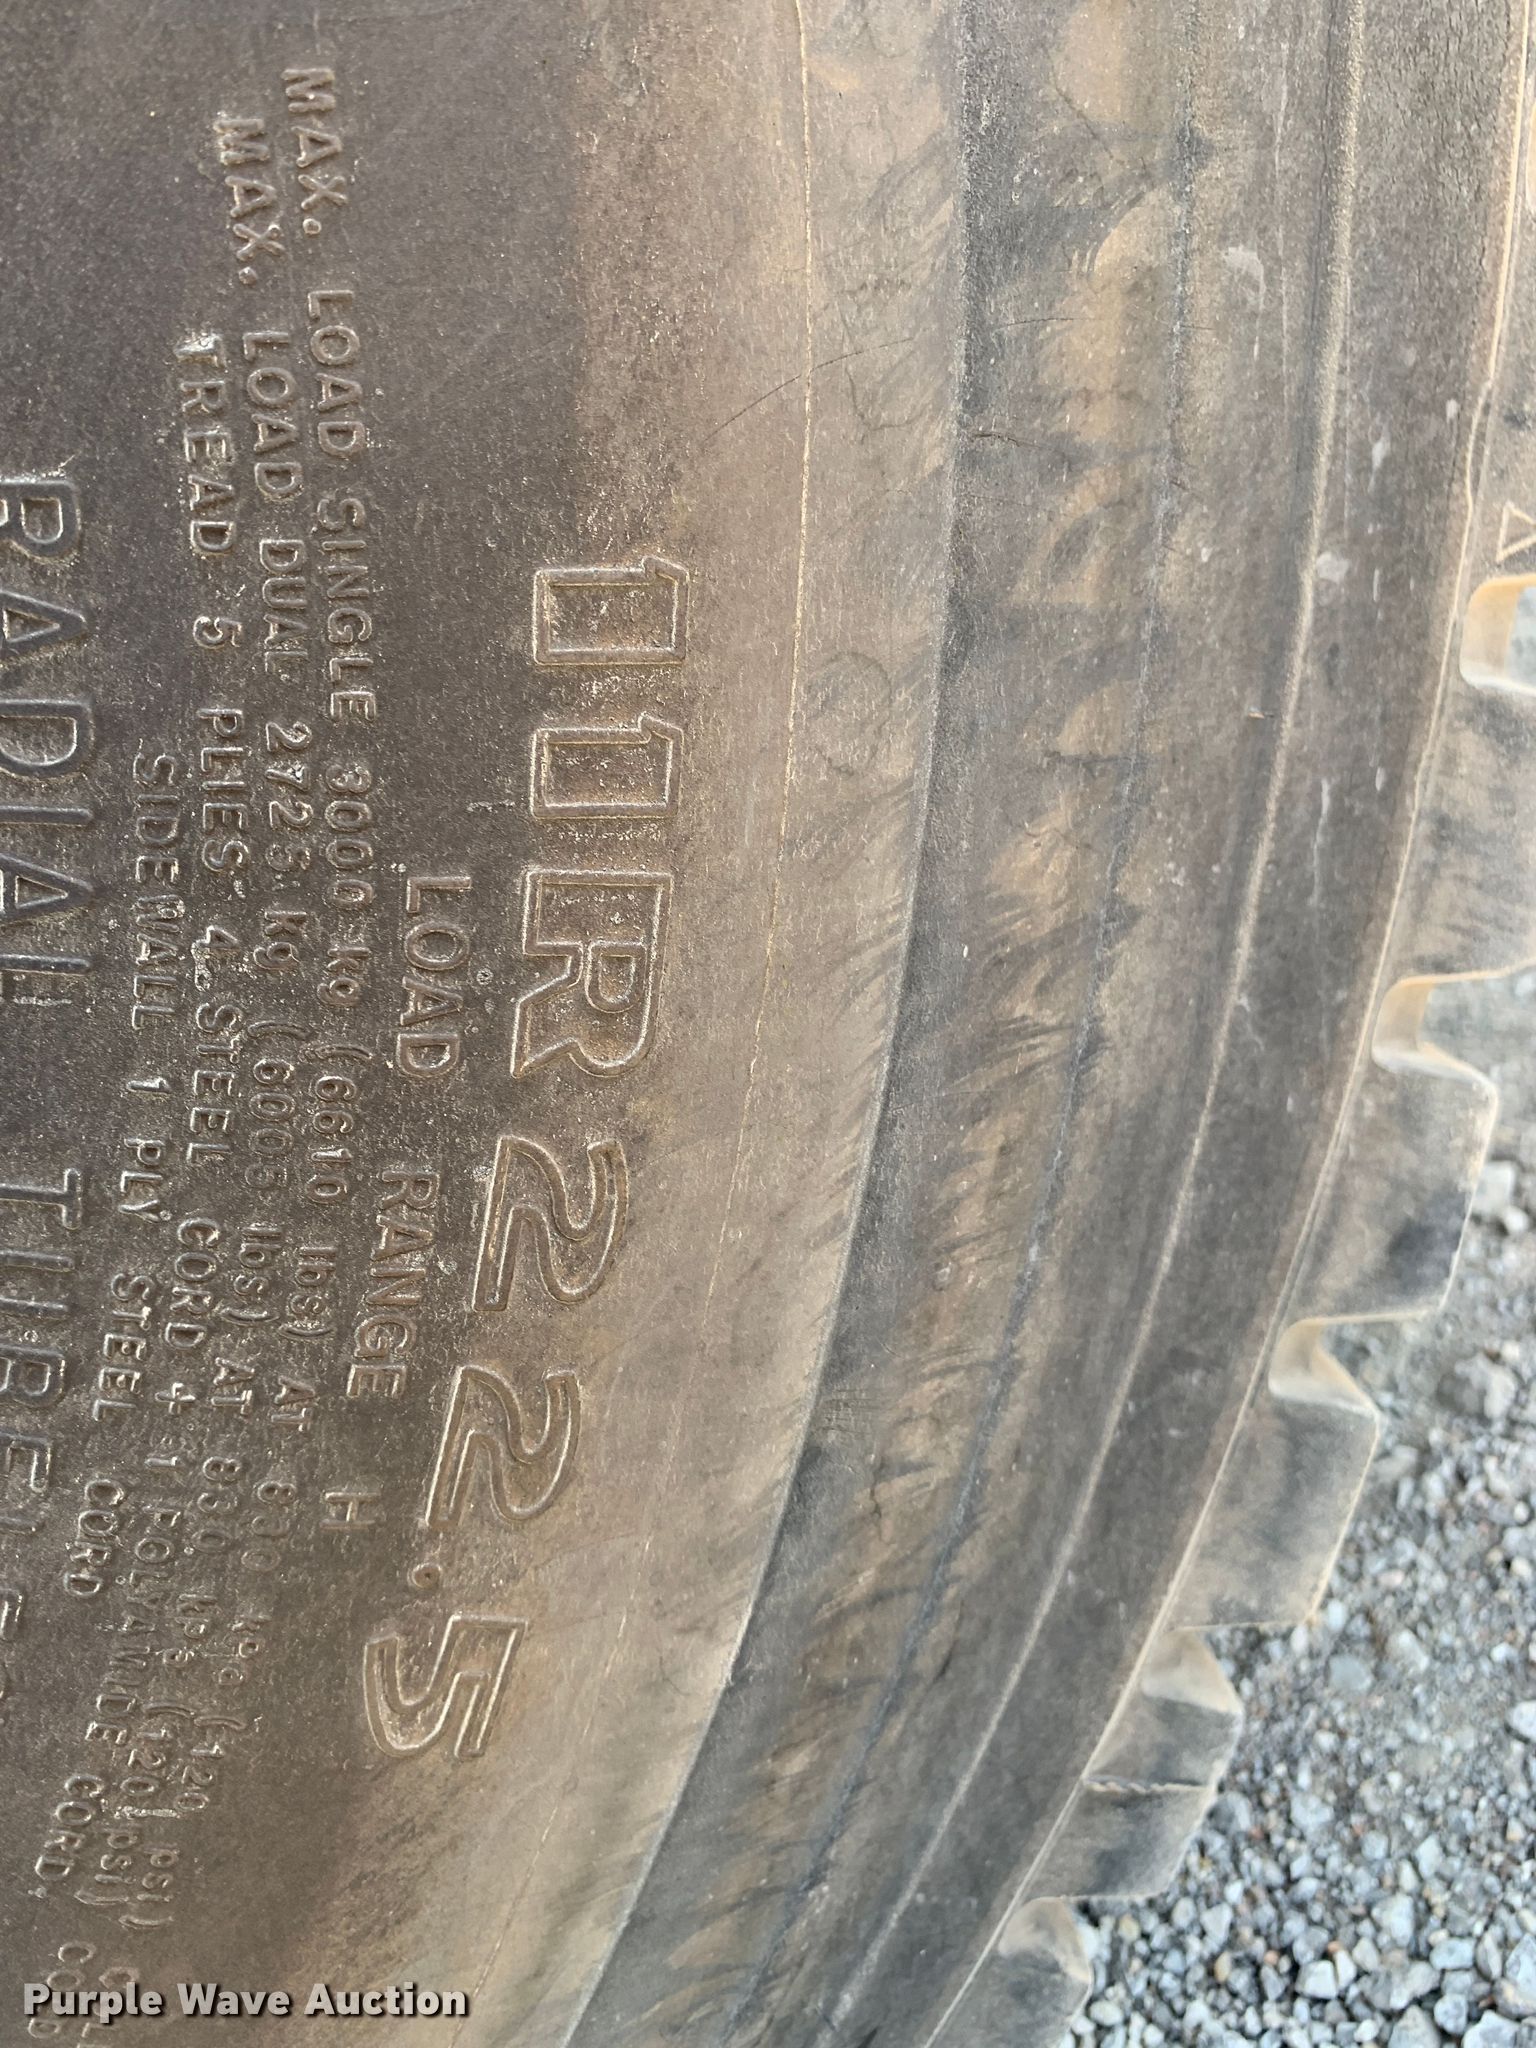 11R22.5
LOAD RANGE H
MAX. LOAD SINGLE 3000 kg (6610 lbs) AT 830 kPa (120 psi)
MAX. LOAD DUAL 2725 kg (6005 lbs) AT 830 kPa (120 psi)
TREAD 5 PLIES 4 STEEL CORD + 1 POLYAMIDE CORD.
SIDEWALL 1 PLY STEEL CORD
RADIAL
Purple Wave Auction